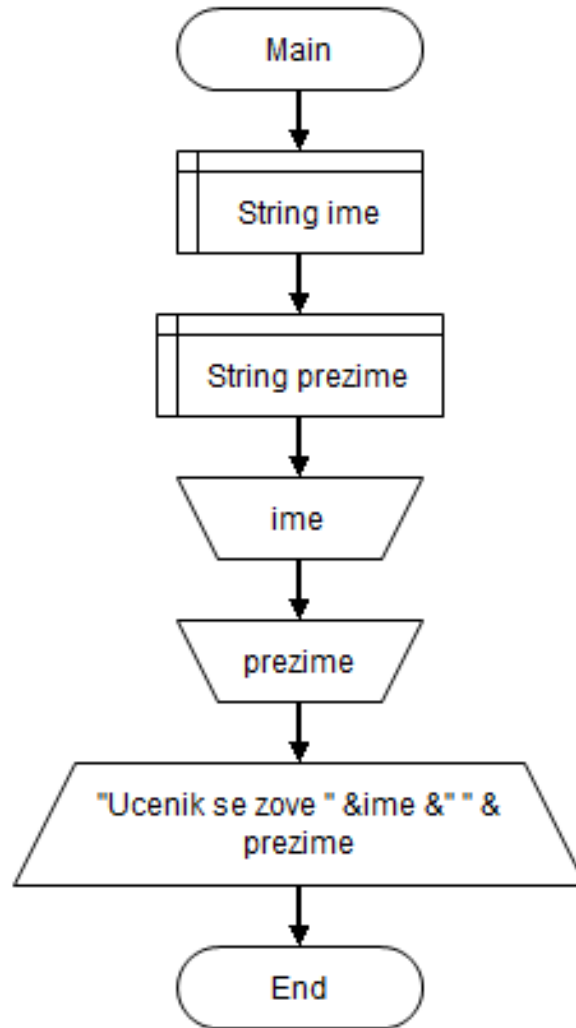 Main
String ime
String prezime
ime
prezime
"Ucenik se zove " &ime &" " &
prezime
End